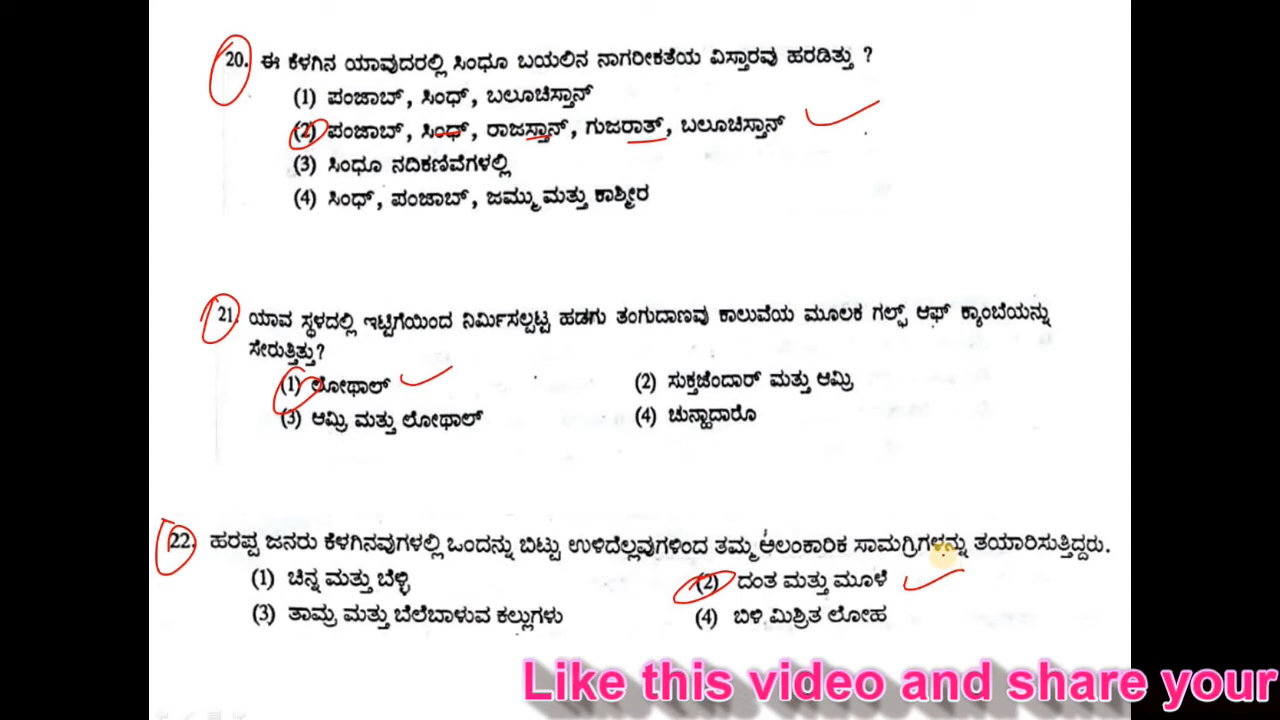 20. ಈ ಕೆಳಗಿನ ಯಾವುದರಲ್ಲಿ ಸಿಂಧೂ ಬಯಲಿನ ನಾಗರೀಕತೆಯ ವಿಸ್ತಾರವು ಹರಡಿತ್ತು ?
(1) ಪಂಜಾಬ್, ಸಿಂಧ್, ಬಲೂಚಿಸ್ತಾನ್
(2) ಪಂಜಾಬ್, ಸಿಂಧ್, ರಾಜಸ್ತಾನ್, ಗುಜರಾತ್, ಬಲೂಚಿಸ್ತಾನ್
(3) ಸಿಂಧೂ ನದಿಕಣಿವೆಗಳಲ್ಲಿ
(4) ಸಿಂಧ್, ಪಂಜಾಬ್, ಜಮ್ಮು ಮತ್ತು ಕಾಶ್ಮೀರ
21. ಯಾವ ಸ್ಥಳದಲ್ಲಿ ಇಟ್ಟಿಗೆಯಿಂದ ನಿರ್ಮಿಸಲ್ಪಟ್ಟ ಹಡಗು ತಂಗುದಾಣವು ಕಾಲುವೆಯ ಮೂಲಕ ಗಲ್ಫ್ ಆಫ್ ಕ್ಯಾಂಬೆಯನ್ನು
ಸೇರುತ್ತಿತ್ತು?
(1) ಲೋಥಾಲ್ (2) ಸುಕ್ತಜೆಂದಾರ್ ಮತ್ತು ಆಮ್ರಿ
(3) ಆಮ್ರಿ ಮತ್ತು ಲೋಥಾಲ್ (4) ಚುನ್ಹಾದಾರೊ
22. ಹರಪ್ಪ ಜನರು ಕೆಳಗಿನವುಗಳಲ್ಲಿ ಒಂದನ್ನು ಬಿಟ್ಟು ಉಳಿದೆಲ್ಲವುಗಳಿಂದ ತಮ್ಮ ಆಲಂಕಾರಿಕ ಸಾಮಗ್ರಿಗಳನ್ನು ತಯಾರಿಸುತ್ತಿದ್ದರು.
(1) ಚಿನ್ನ ಮತ್ತು ಬೆಳ್ಳಿ (2) ದಂತ ಮತ್ತು ಮೂಳೆ
(3) ತಾಮ್ರ ಮತ್ತು ಬೆಲೆಬಾಳುವ ಕಲ್ಲುಗಳು (4) ಬಿಳಿ ಮಿಶ್ರಿತ ಲೋಹ
Like this video and share your